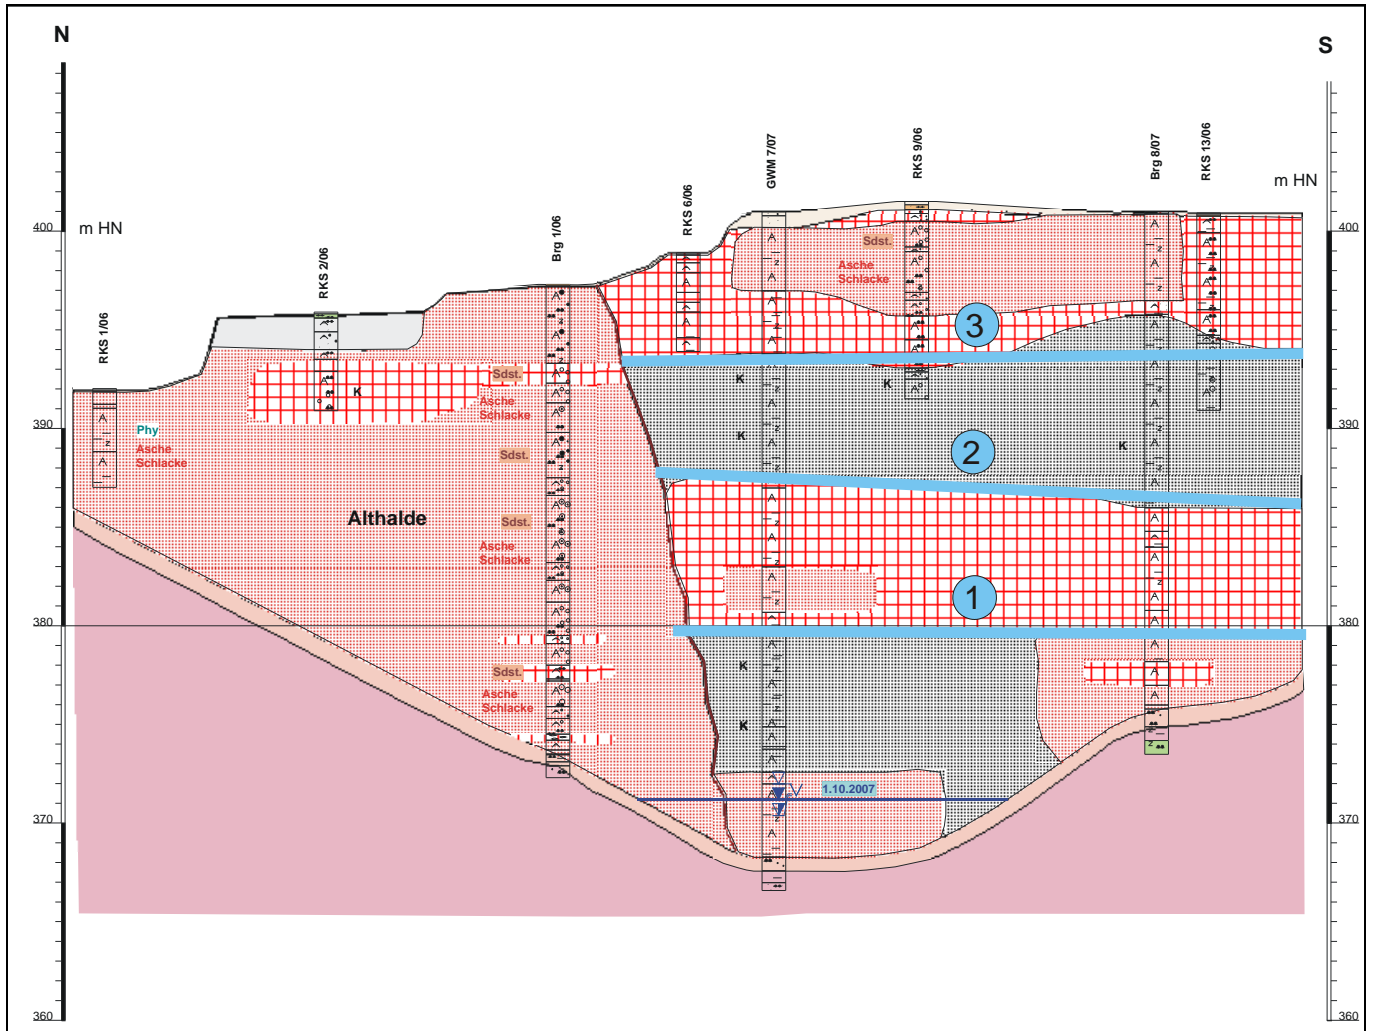 N
S
m HN
m HN
RKS 1/06
RKS 2/06
Brg 1/06
RKS 6/06
GWM 7/07
RKS 9/06
Brg 8/07
RKS 13/06
400
400
Sdst.
Asche
Schlacke
3
Sdst.
K
K
K
Asche
Schlacke
390
390
Phy
Asche
Schlacke
K
K
Sdst.
2
Althalde
Sdst.
Asche
Schlacke
1
380
380
Sdst.
K
Asche
Schlacke
K
1.10.2007
370
370
360
360